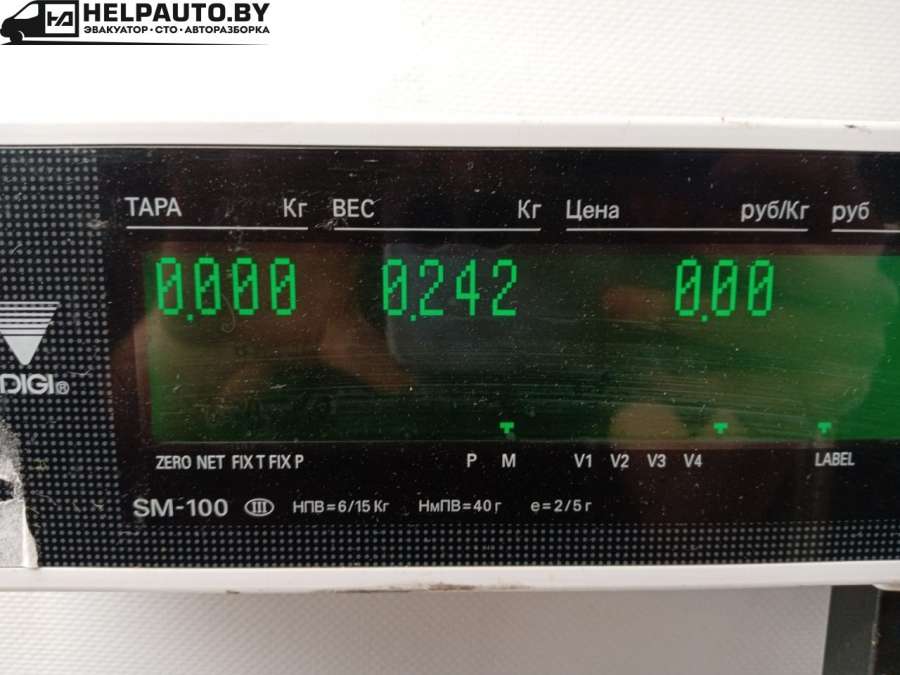 HELPAUTO.BY
ЭВАКУАТОР • СТО • АВТОРАЗБОРКА
ТАРА Кг ВЕС Кг Цена руб/Кг руб
0.000 0.242 0.00
DIGI®
ZERO NET FIX T FIX P P M V1 V2 V3 V4 LABEL
SM-100 III НПВ=6/15 Кг НмПВ=40 г е=2/5 г